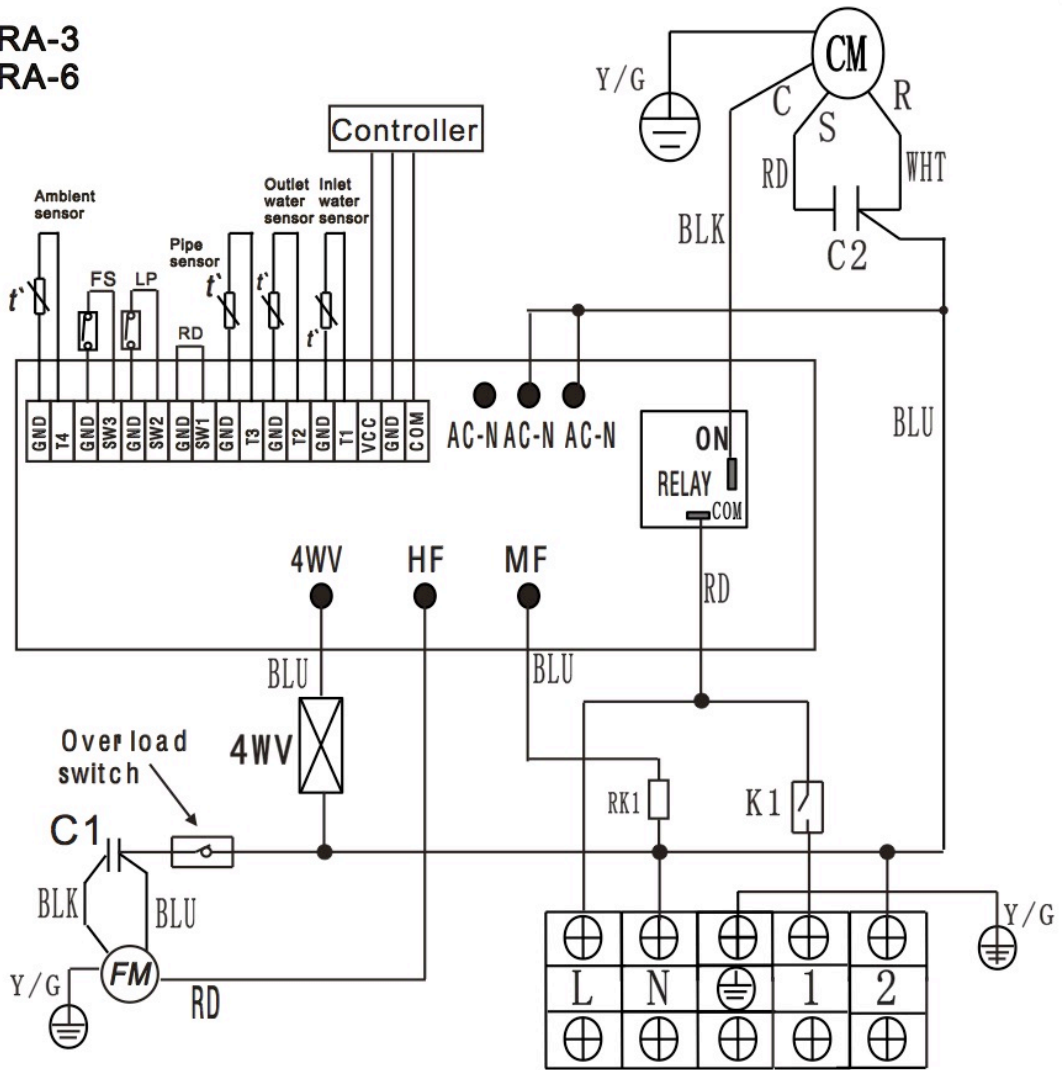 RA-3
RA-6
Controller
CM
Y/G
C
S
R
RD
WHT
C2
BLK
Ambient
sensor
Pipe
sensor
Outlet
water
sensor
Inlet
water
sensor
t`
FS
LP
RD
t`
t`
t`
GND
T4
GND
SW3
GND
SW2
GND
SW1
GND
T3
GND
T2
GND
T1
VCC
GND
COM
AC-N
AC-N
AC-N
ON
RELAY
COM
BLU
4WV
HF
MF
RD
BLU
BLU
Overload
switch
4WV
RK1
K1
C1
BLK
BLU
FM
Y/G
RD
Y/G
L
N
1
2